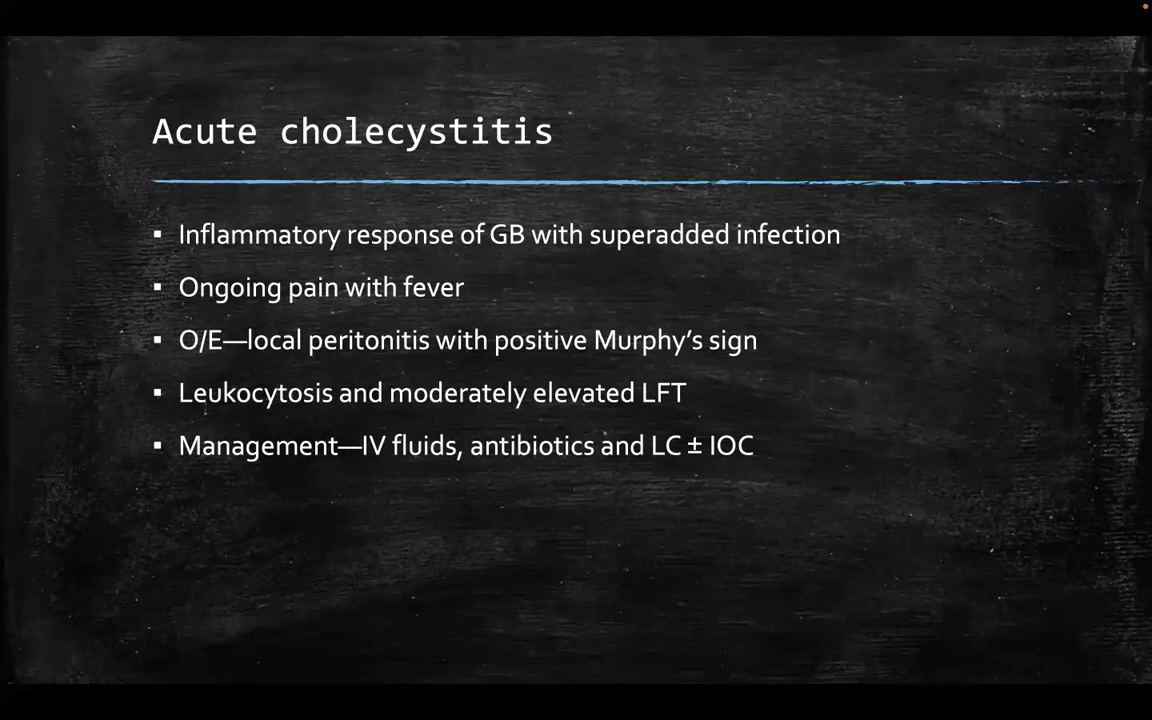 Acute cholecystitis
▪ Inflammatory response of GB with superadded infection
▪ Ongoing pain with fever
▪ O/E—local peritonitis with positive Murphy’s sign
▪ Leukocytosis and moderately elevated LFT
▪ Management—IV fluids, antibiotics and LC ± IOC